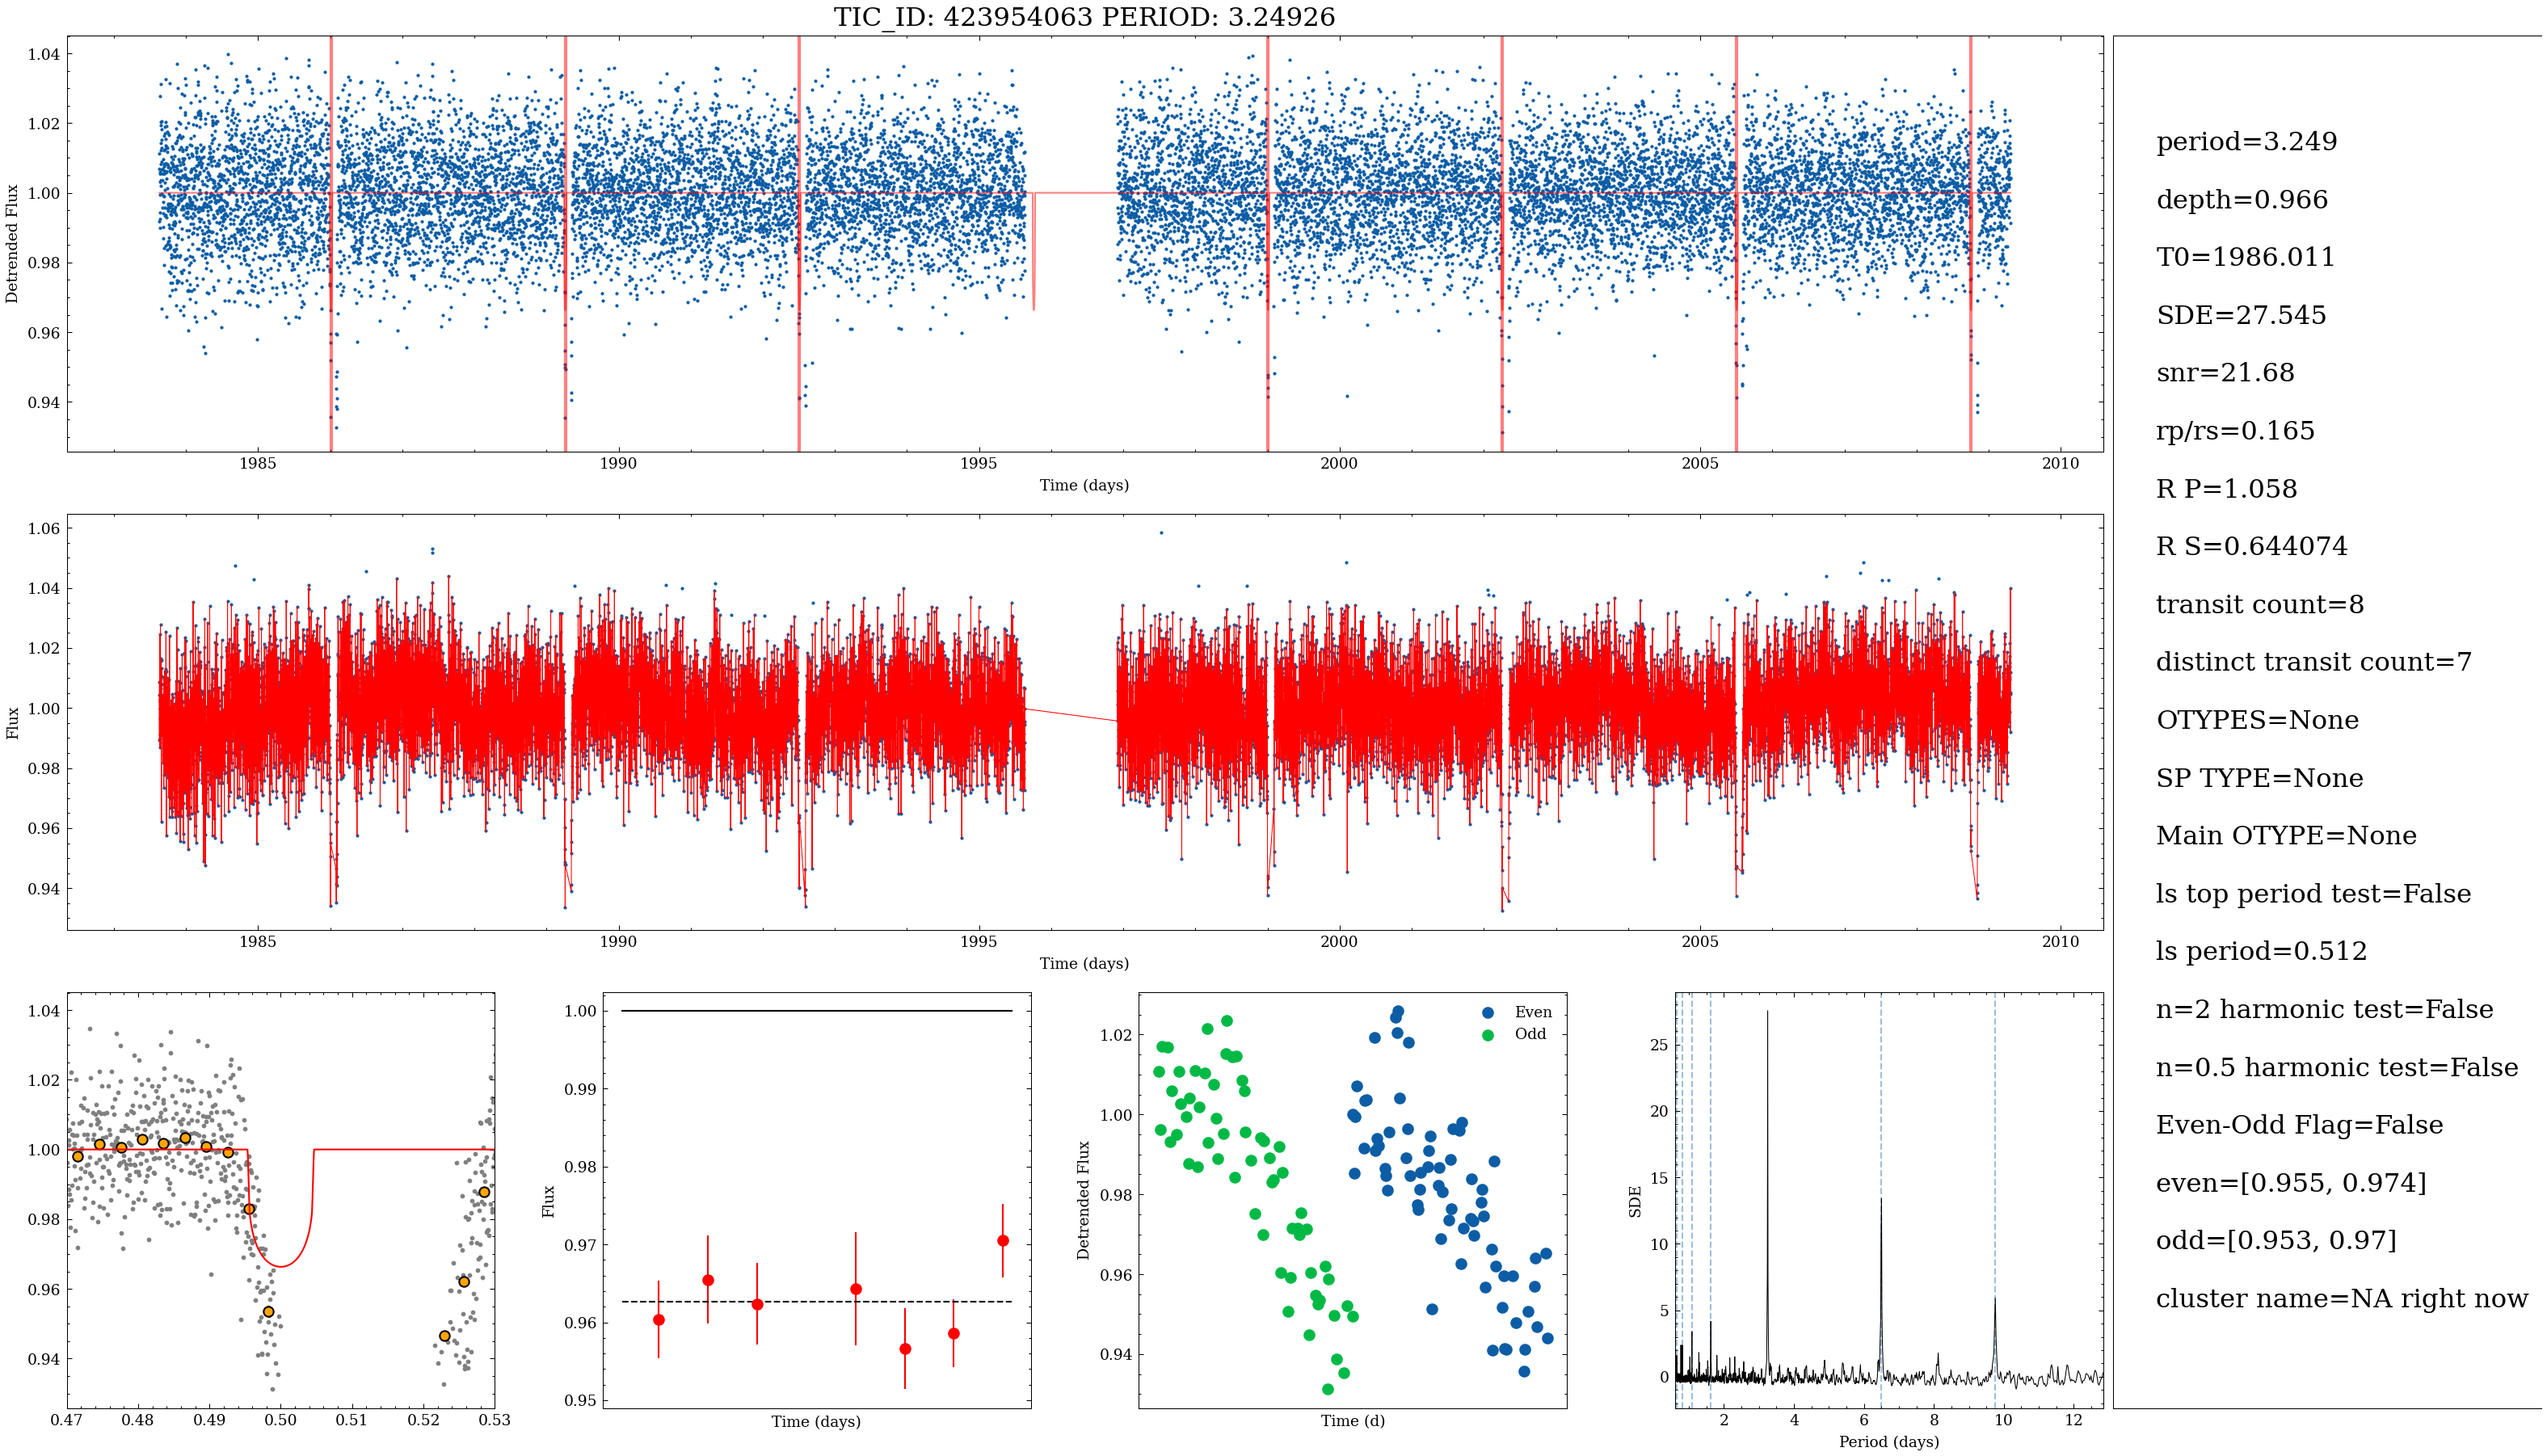 TIC_ID: 423954063 PERIOD: 3.24926
1.04
1.02
1.00
0.98
0.96
0.94
Detrended Flux
1985
1990
1995
2000
2005
2010
Time (days)
1.06
1.04
1.02
1.00
0.98
0.96
0.94
Flux
1985
1990
1995
2000
2005
2010
Time (days)
1.04
1.02
1.00
0.98
0.96
0.94
0.47
0.48
0.49
0.50
0.51
0.52
0.53
1.00
0.99
0.98
0.97
0.96
0.95
Flux
Time (days)
1.02
1.00
0.98
0.96
0.94
Detrended Flux
Even
Odd
Time (d)
25
20
15
10
5
0
SDE
2
4
6
8
10
12
Period (days)
period=3.249
depth=0.966
T0=1986.011
SDE=27.545
snr=21.68
rp/rs=0.165
R P=1.058
R S=0.644074
transit count=8
distinct transit count=7
OTYPES=None
SP TYPE=None
Main OTYPE=None
ls top period test=False
ls period=0.512
n=2 harmonic test=False
n=0.5 harmonic test=False
Even-Odd Flag=False
even=[0.955, 0.974]
odd=[0.953, 0.97]
cluster name=NA right now